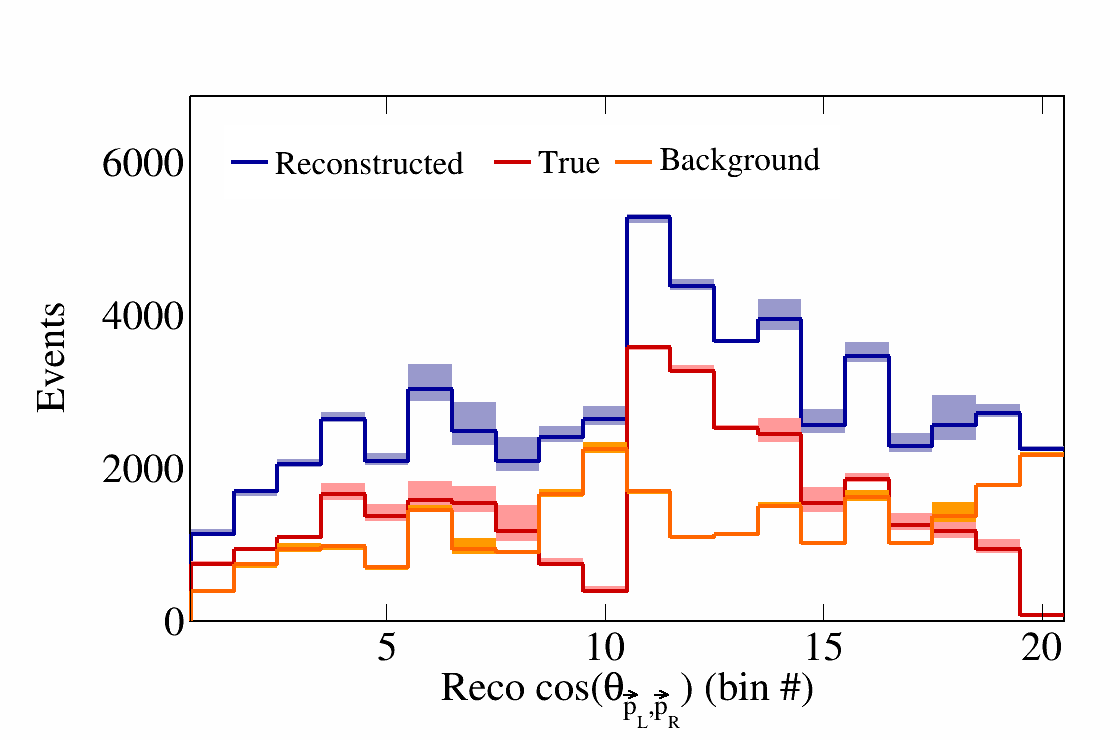 Reconstructed True Background
6000
4000
2000
0
Events
5 10 15 20
Reco cos(θ p⃗L,p⃗R) (bin #)